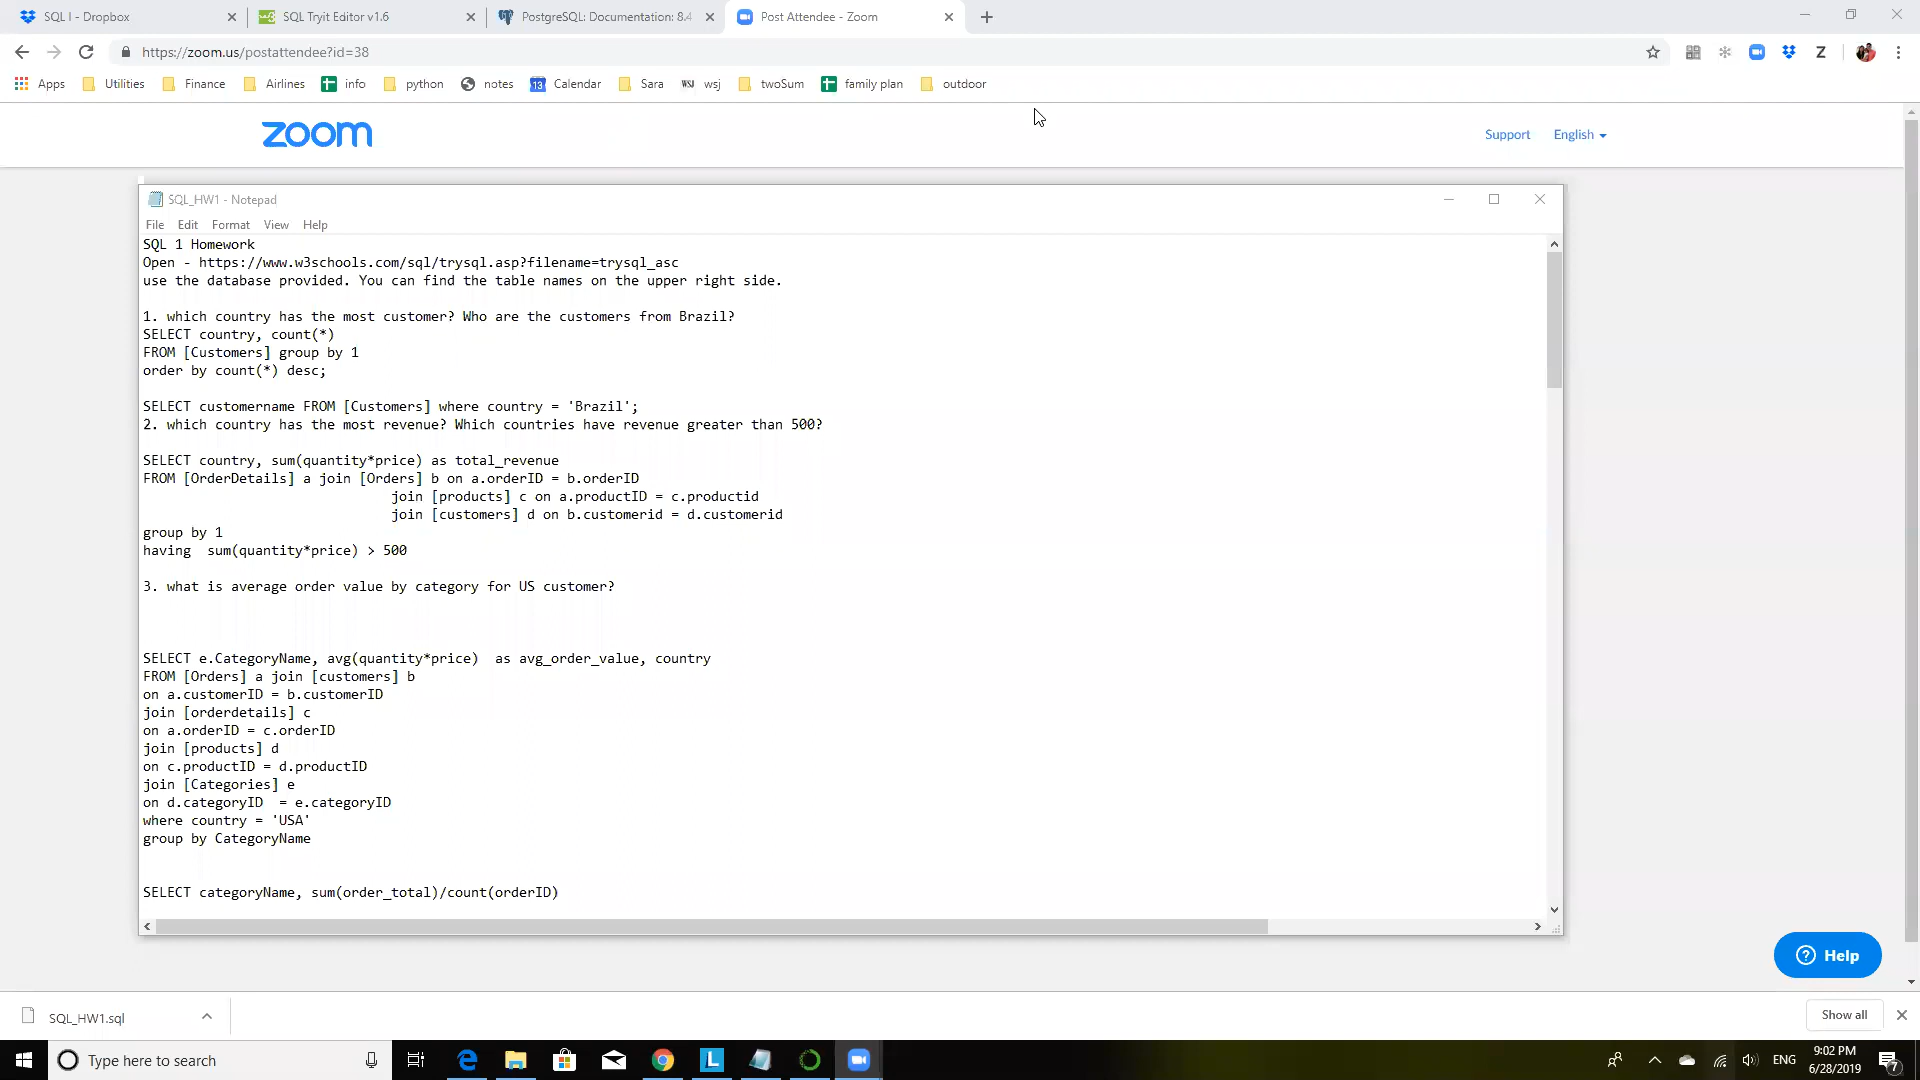 SQL I - Dropbox
SQL Tryit Editor v1.6
PostgreSQL: Documentation: 8.4
Post Attendee - Zoom
https://zoom.us/postattendee?id=38
Apps
Utilities
Finance
Airlines
info
python
notes
13
Calendar
Sara
WSJ
wsj
twoSum
family plan
outdoor
zoom
Support
English
SQL_HW1 - Notepad
File Edit Format View Help
SQL 1 Homework
Open - https://www.w3schools.com/sql/trysql.asp?filename=trysql_asc
use the database provided. You can find the table names on the upper right side.
1. which country has the most customer? Who are the customers from Brazil?
SELECT country, count(*)
FROM [Customers] group by 1
order by count(*) desc;
SELECT customername FROM [Customers] where country = 'Brazil';
2. which country has the most revenue? Which countries have revenue greater than 500?
SELECT country, sum(quantity*price) as total_revenue
FROM [OrderDetails] a join [Orders] b on a.orderID = b.orderID
join [products] c on a.productID = c.productid
join [customers] d on b.customerid = d.customerid
group by 1
having  sum(quantity*price) > 500
3. what is average order value by category for US customer?
SELECT e.CategoryName, avg(quantity*price)  as avg_order_value, country
FROM [Orders] a join [customers] b
on a.customerID = b.customerID
join [orderdetails] c
on a.orderID = c.orderID
join [products] d
on c.productID = d.productID
join [Categories] e
on d.categoryID  = e.categoryID
where country = 'USA'
group by CategoryName
SELECT categoryName, sum(order_total)/count(orderID)
? Help
SQL_HW1.sql
Show all
Type here to search
L
ENG
9:02 PM
6/28/2019
7